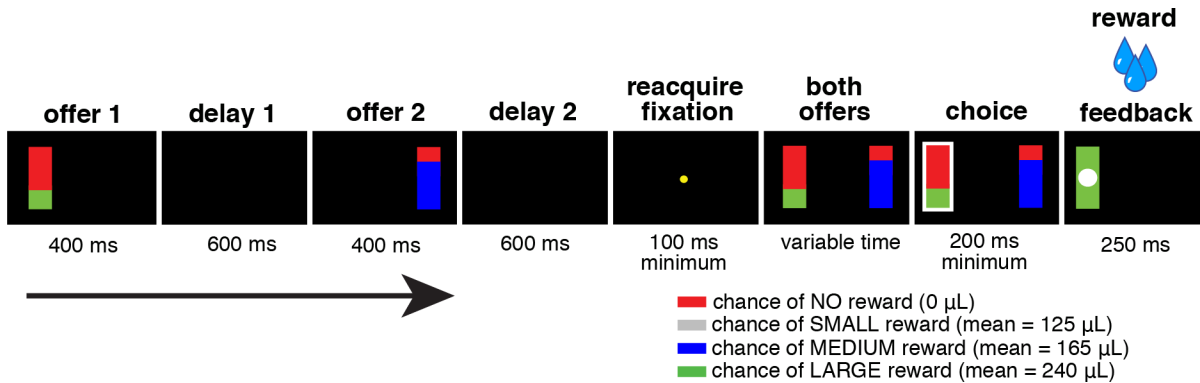 reward
offer 1
delay 1
offer 2
delay 2
reacquire
fixation
both
offers
choice
feedback
400 ms
600 ms
400 ms
600 ms
100 ms
minimum
variable time
200 ms
minimum
250 ms
chance of NO reward (0 µL)
chance of SMALL reward (mean = 125 µL)
chance of MEDIUM reward (mean = 165 µL)
chance of LARGE reward (mean = 240 µL)